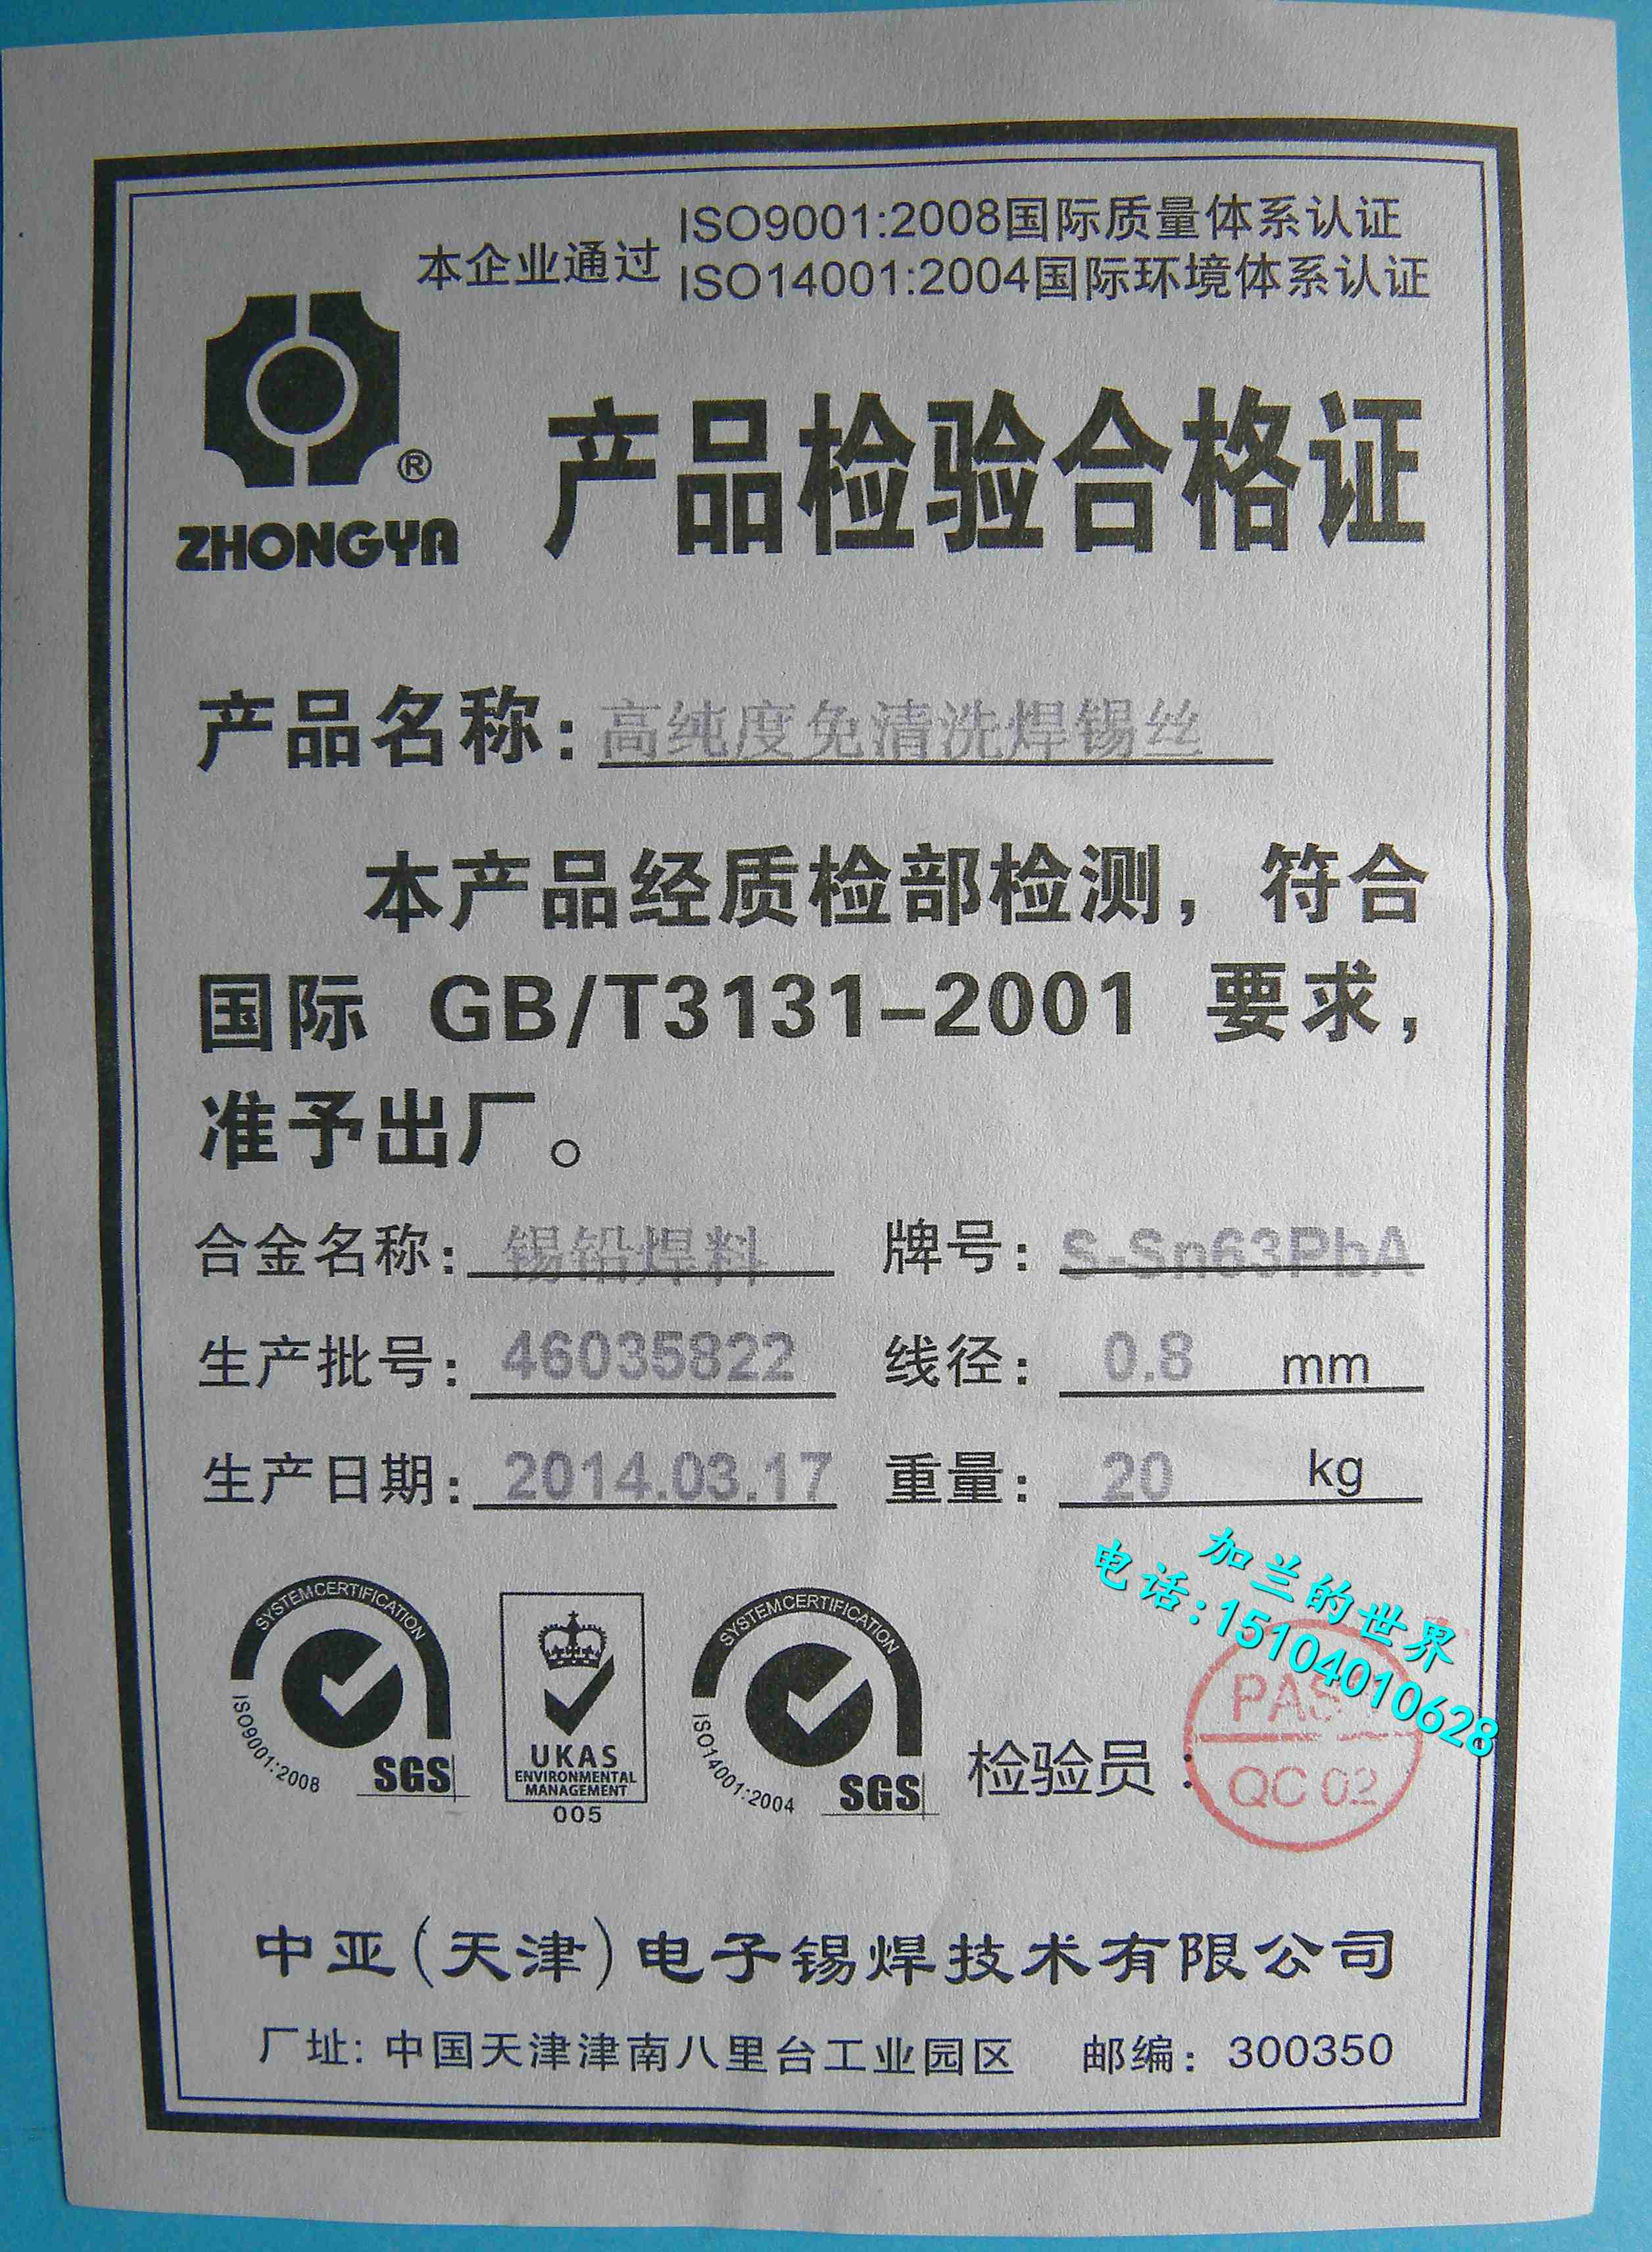 本企业通过
ISO9001:2008国际质量体系认证
ISO14001:2004国际环境体系认证
®
ZHONGYA
产品检验合格证
产品名称：高纯度免清洗焊锡丝
本产品经质检部检测，符合
国际 GB/T3131-2001 要求，
准予出厂。
合金名称：锡铅焊料 牌号：S-Sn63PbA
生产批号：46035822 线径：0.8 mm
生产日期：2014.03.17 重量：20 kg
加兰的世界
电话:15104010628
SYSTEM CERTIFICATION
ISO9001:2008
SGS
UKAS
ENVIRONMENTAL
MANAGEMENT
005
SYSTEM CERTIFICATION
ISO14001:2004
SGS
检验员：
QC 02
中亚(天津)电子锡焊技术有限公司
厂址: 中国天津津南八里台工业园区 邮编：300350